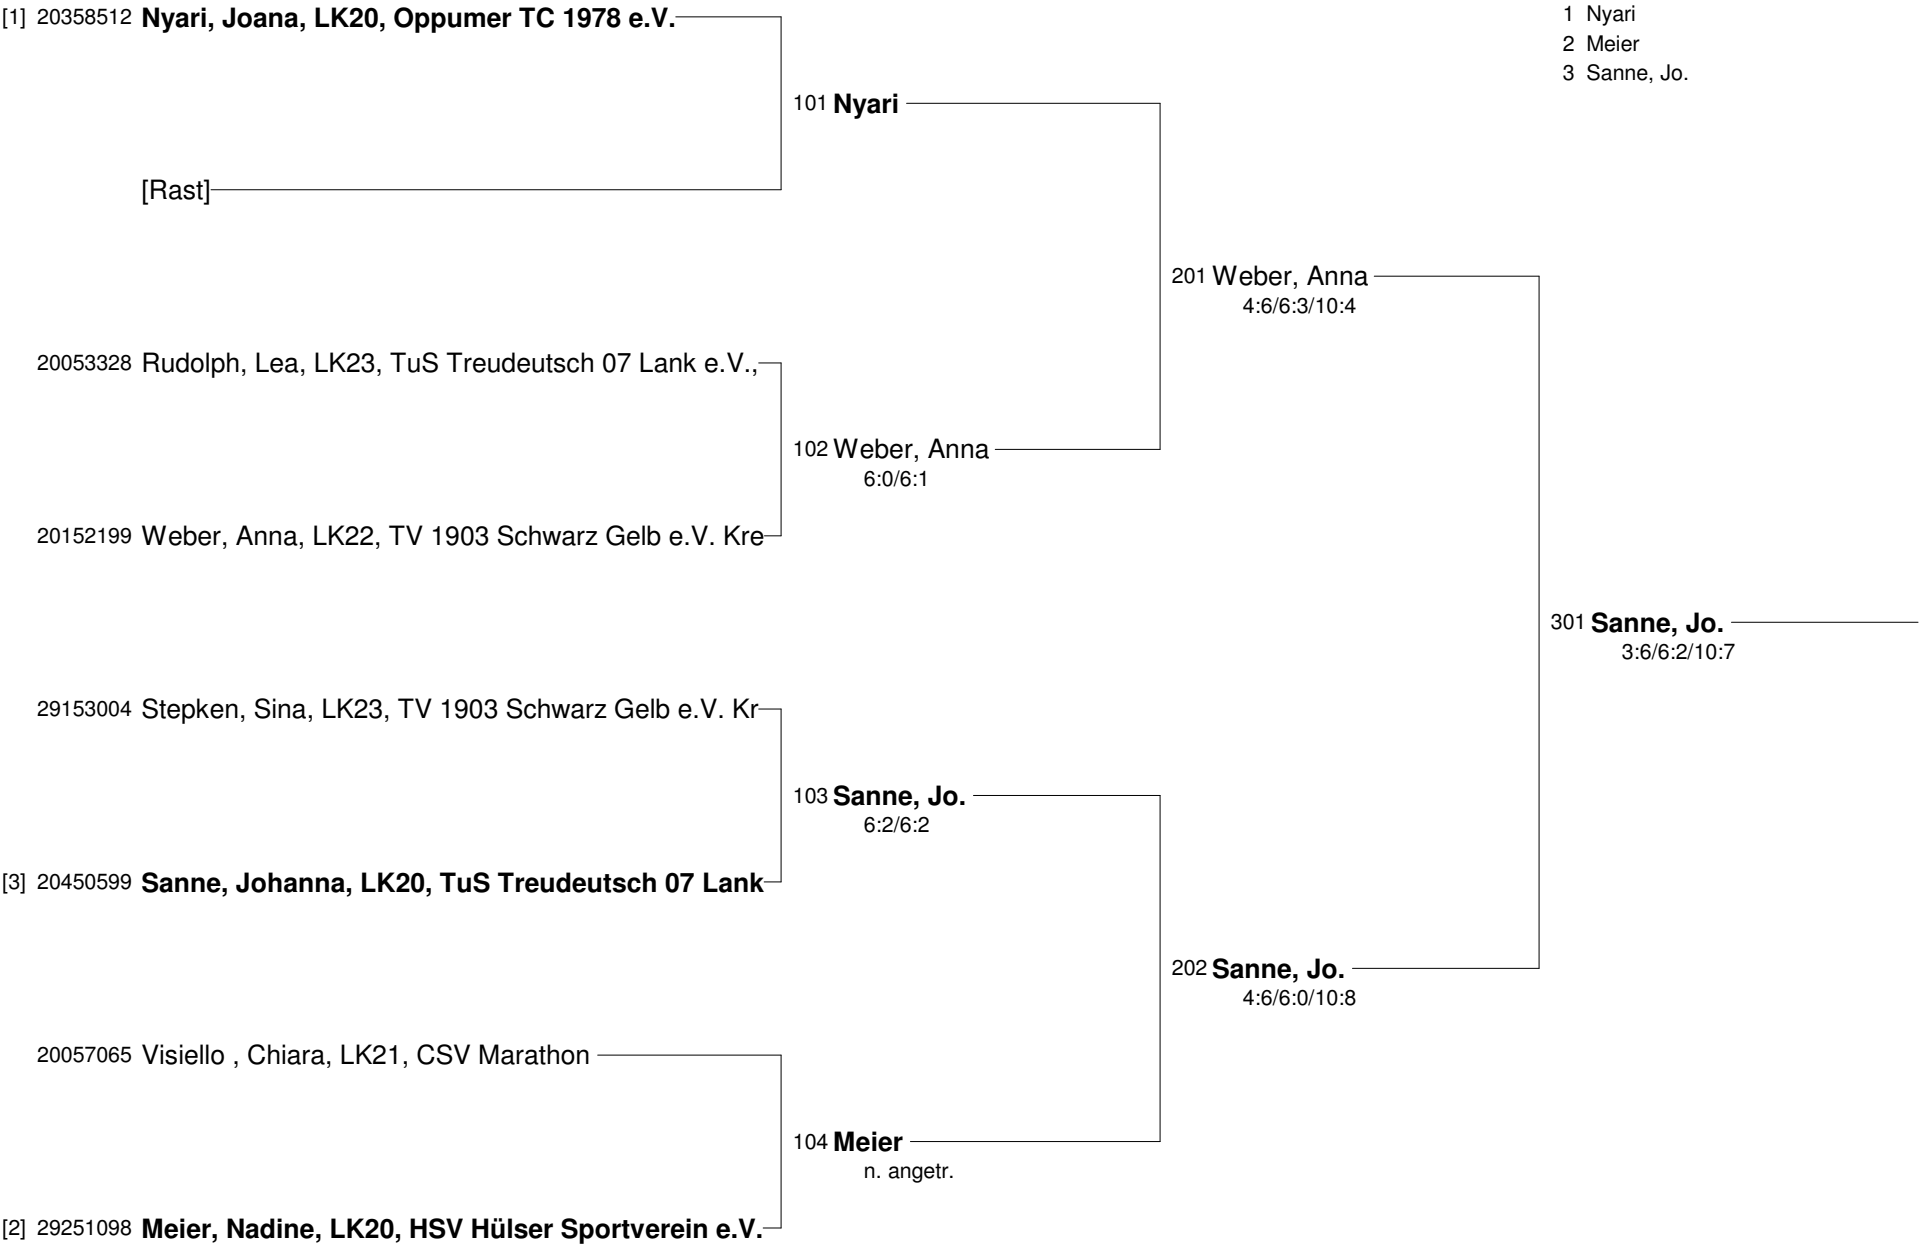 [1] 20358512 Nyari, Joana, LK20, Oppumer TC 1978 e.V.
1 Nyari
2 Meier
3 Sanne, Jo.
101 Nyari
[Rast]
201 Weber, Anna
4:6/6:3/10:4
20053328 Rudolph, Lea, LK23, TuS Treudeutsch 07 Lank e.V.,
102 Weber, Anna
6:0/6:1
20152199 Weber, Anna, LK22, TV 1903 Schwarz Gelb e.V. Kre
301 Sanne, Jo.
3:6/6:2/10:7
29153004 Stepken, Sina, LK23, TV 1903 Schwarz Gelb e.V. Kr
103 Sanne, Jo.
6:2/6:2
[3] 20450599 Sanne, Johanna, LK20, TuS Treudeutsch 07 Lank
202 Sanne, Jo.
4:6/6:0/10:8
20057065 Visiello , Chiara, LK21, CSV Marathon
104 Meier
n. angetr.
[2] 29251098 Meier, Nadine, LK20, HSV Hülser Sportverein e.V.